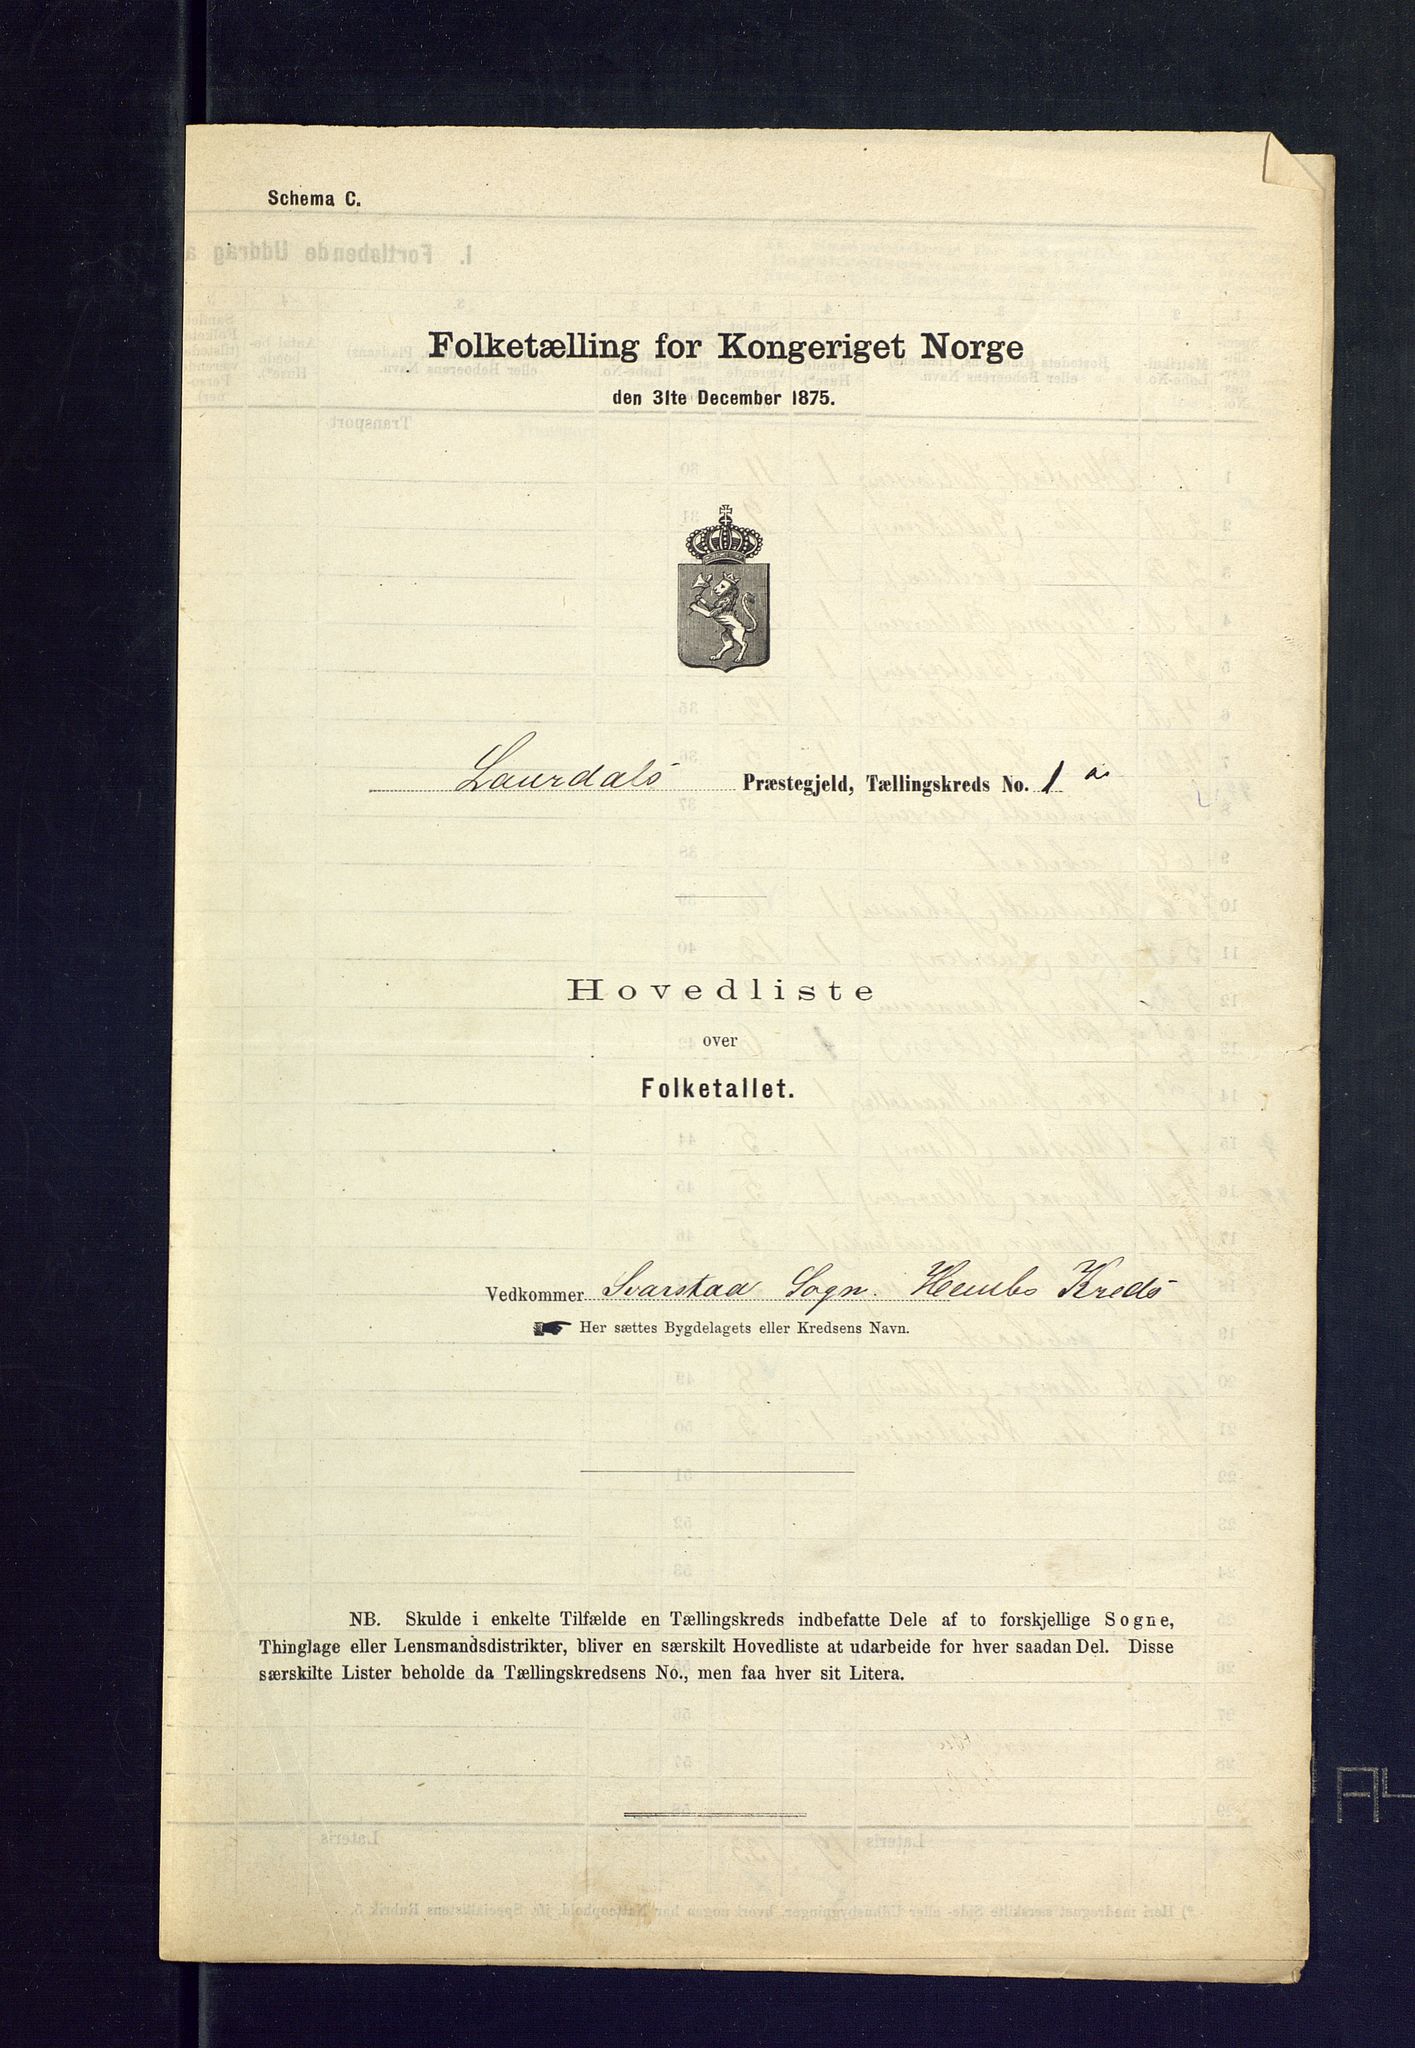 Schema C.
Folketælling for Kongeriget Norge
den 31te December 1875.
Laurdals Præstegjeld, Tællingskreds No. 1 a
Hovedliste
over
Folketallet.
Vedkommer Svarstad Sogn. Hembs Kreds
Her sættes Bygdelagets eller Kredsens Navn.
NB. Skulde i enkelte Tilfælde en Tællingskreds indbefatte Dele af to forskjellige Sogne,
Thinglage eller Lensmandsdistrikter, bliver en særskilt Hovedliste at udarbeide for hver saadan Del. Disse
særskilte Lister beholde da Tællingskredsens No., men faa hver sit Litera.